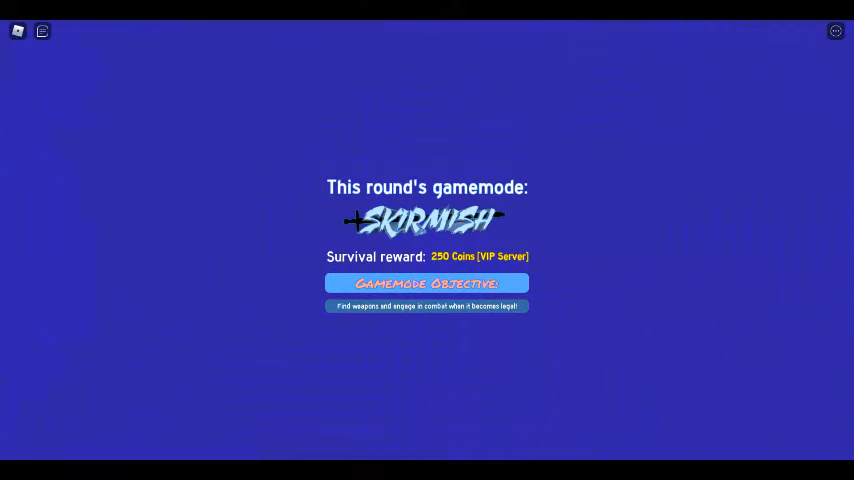 This round's gamemode:
SKIRMISH
Survival reward: 250 Coins [VIP Server]
Gamemode Objective:
Find weapons and engage in combat when it becomes legal!